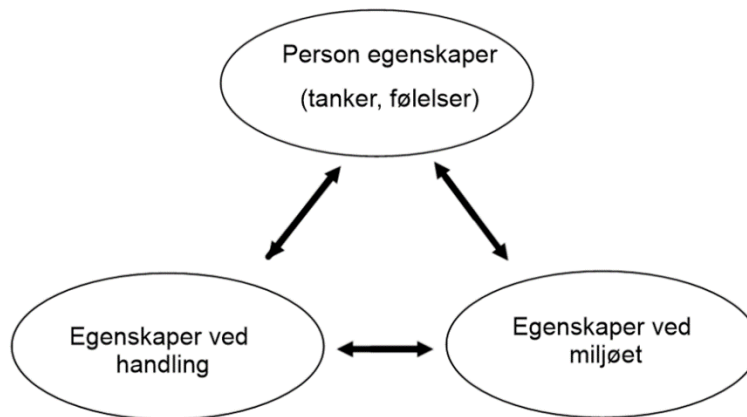 Person egenskaper
(tanker, følelser)
Egenskaper ved
handling
Egenskaper ved
miljøet